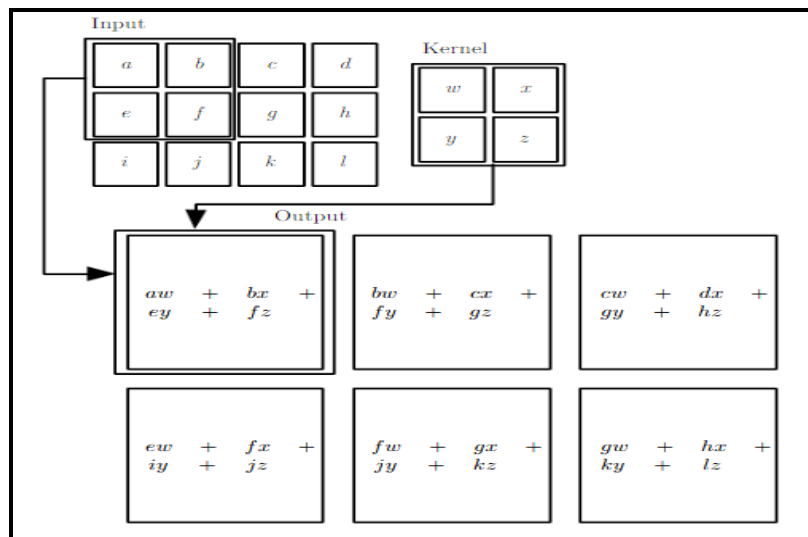 Input
Kernel
a b c d
w x
e f g h
y z
i j k l
Output
aw + bx +
ey + fz
bw + cx +
fy + gz
cw + dx +
gy + hz
ew + fx +
iy + jz
fw + gx +
jy + kz
gw + hx +
ky + lz